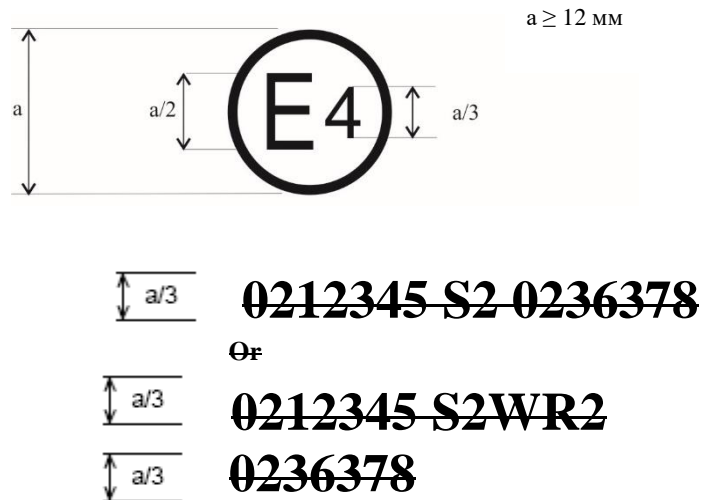 a ≥ 12 мм
a
a/2
E4
a/3
a/3
0212345 S2 0236378
Or
a/3
0212345 S2WR2
a/3
0236378